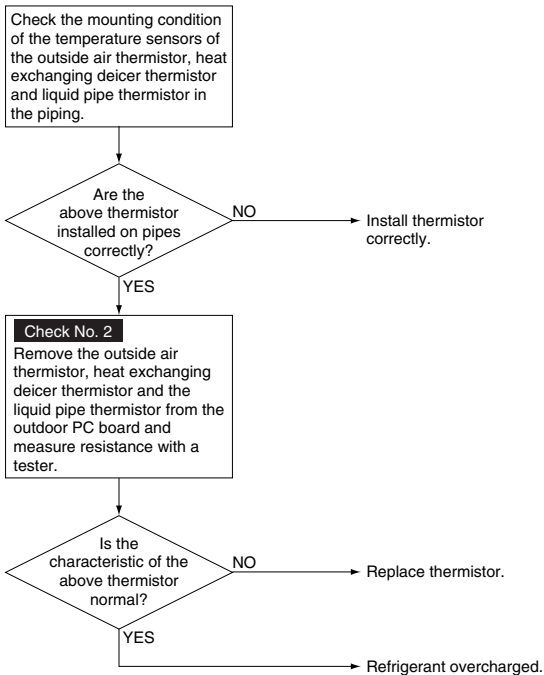 Check the mounting condition
of the temperature sensors of
the outside air thermistor, heat
exchanging deicer thermistor
and liquid pipe thermistor in
the piping.
Are the
above thermistor
installed on pipes
correctly?
NO
Install thermistor
correctly.
YES
Check No. 2
Remove the outside air
thermistor, heat exchanging
deicer thermistor and the
liquid pipe thermistor from the
outdoor PC board and
measure resistance with a
tester.
Is the
characteristic of the
above thermistor
normal?
NO
Replace thermistor.
YES
Refrigerant overcharged.